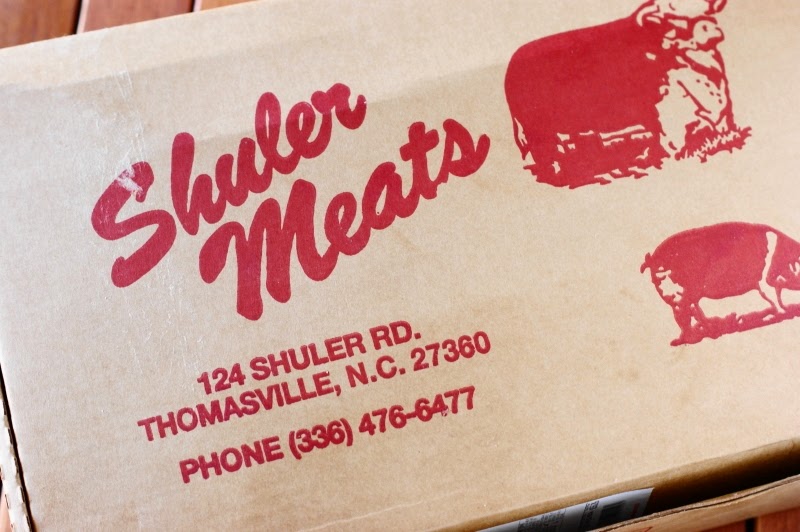 Shuler
Meats
124 SHULER RD.
THOMASVILLE, N.C. 27360
PHONE (336) 476-6477